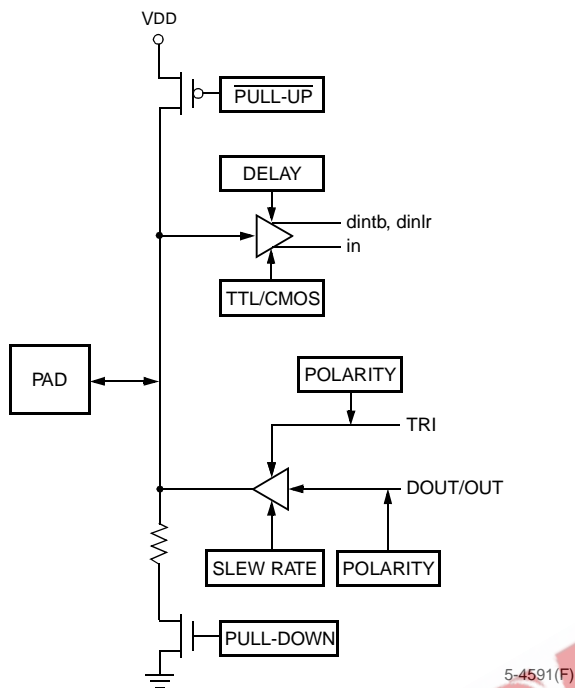 VDD
PULL-UP
DELAY
dintb, dinlr
in
TTL/CMOS
PAD
POLARITY
TRI
DOUT/OUT
SLEW RATE
POLARITY
PULL-DOWN
5-4591(F)